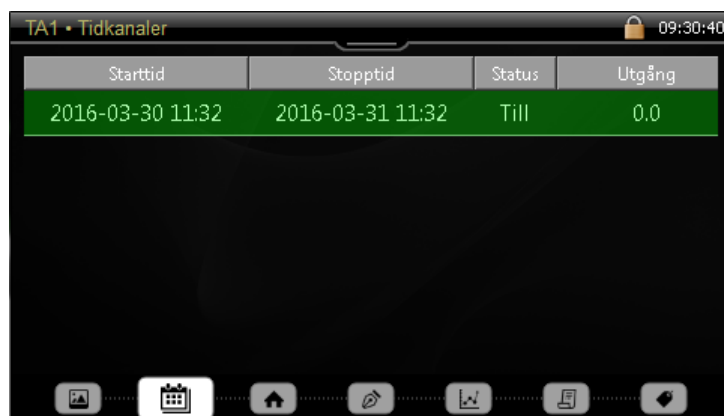 TA1 • Tidkanaler 09:30:40
Starttid Stopptid Status Utgång
2016-03-30 11:32 2016-03-31 11:32 Till 0.0